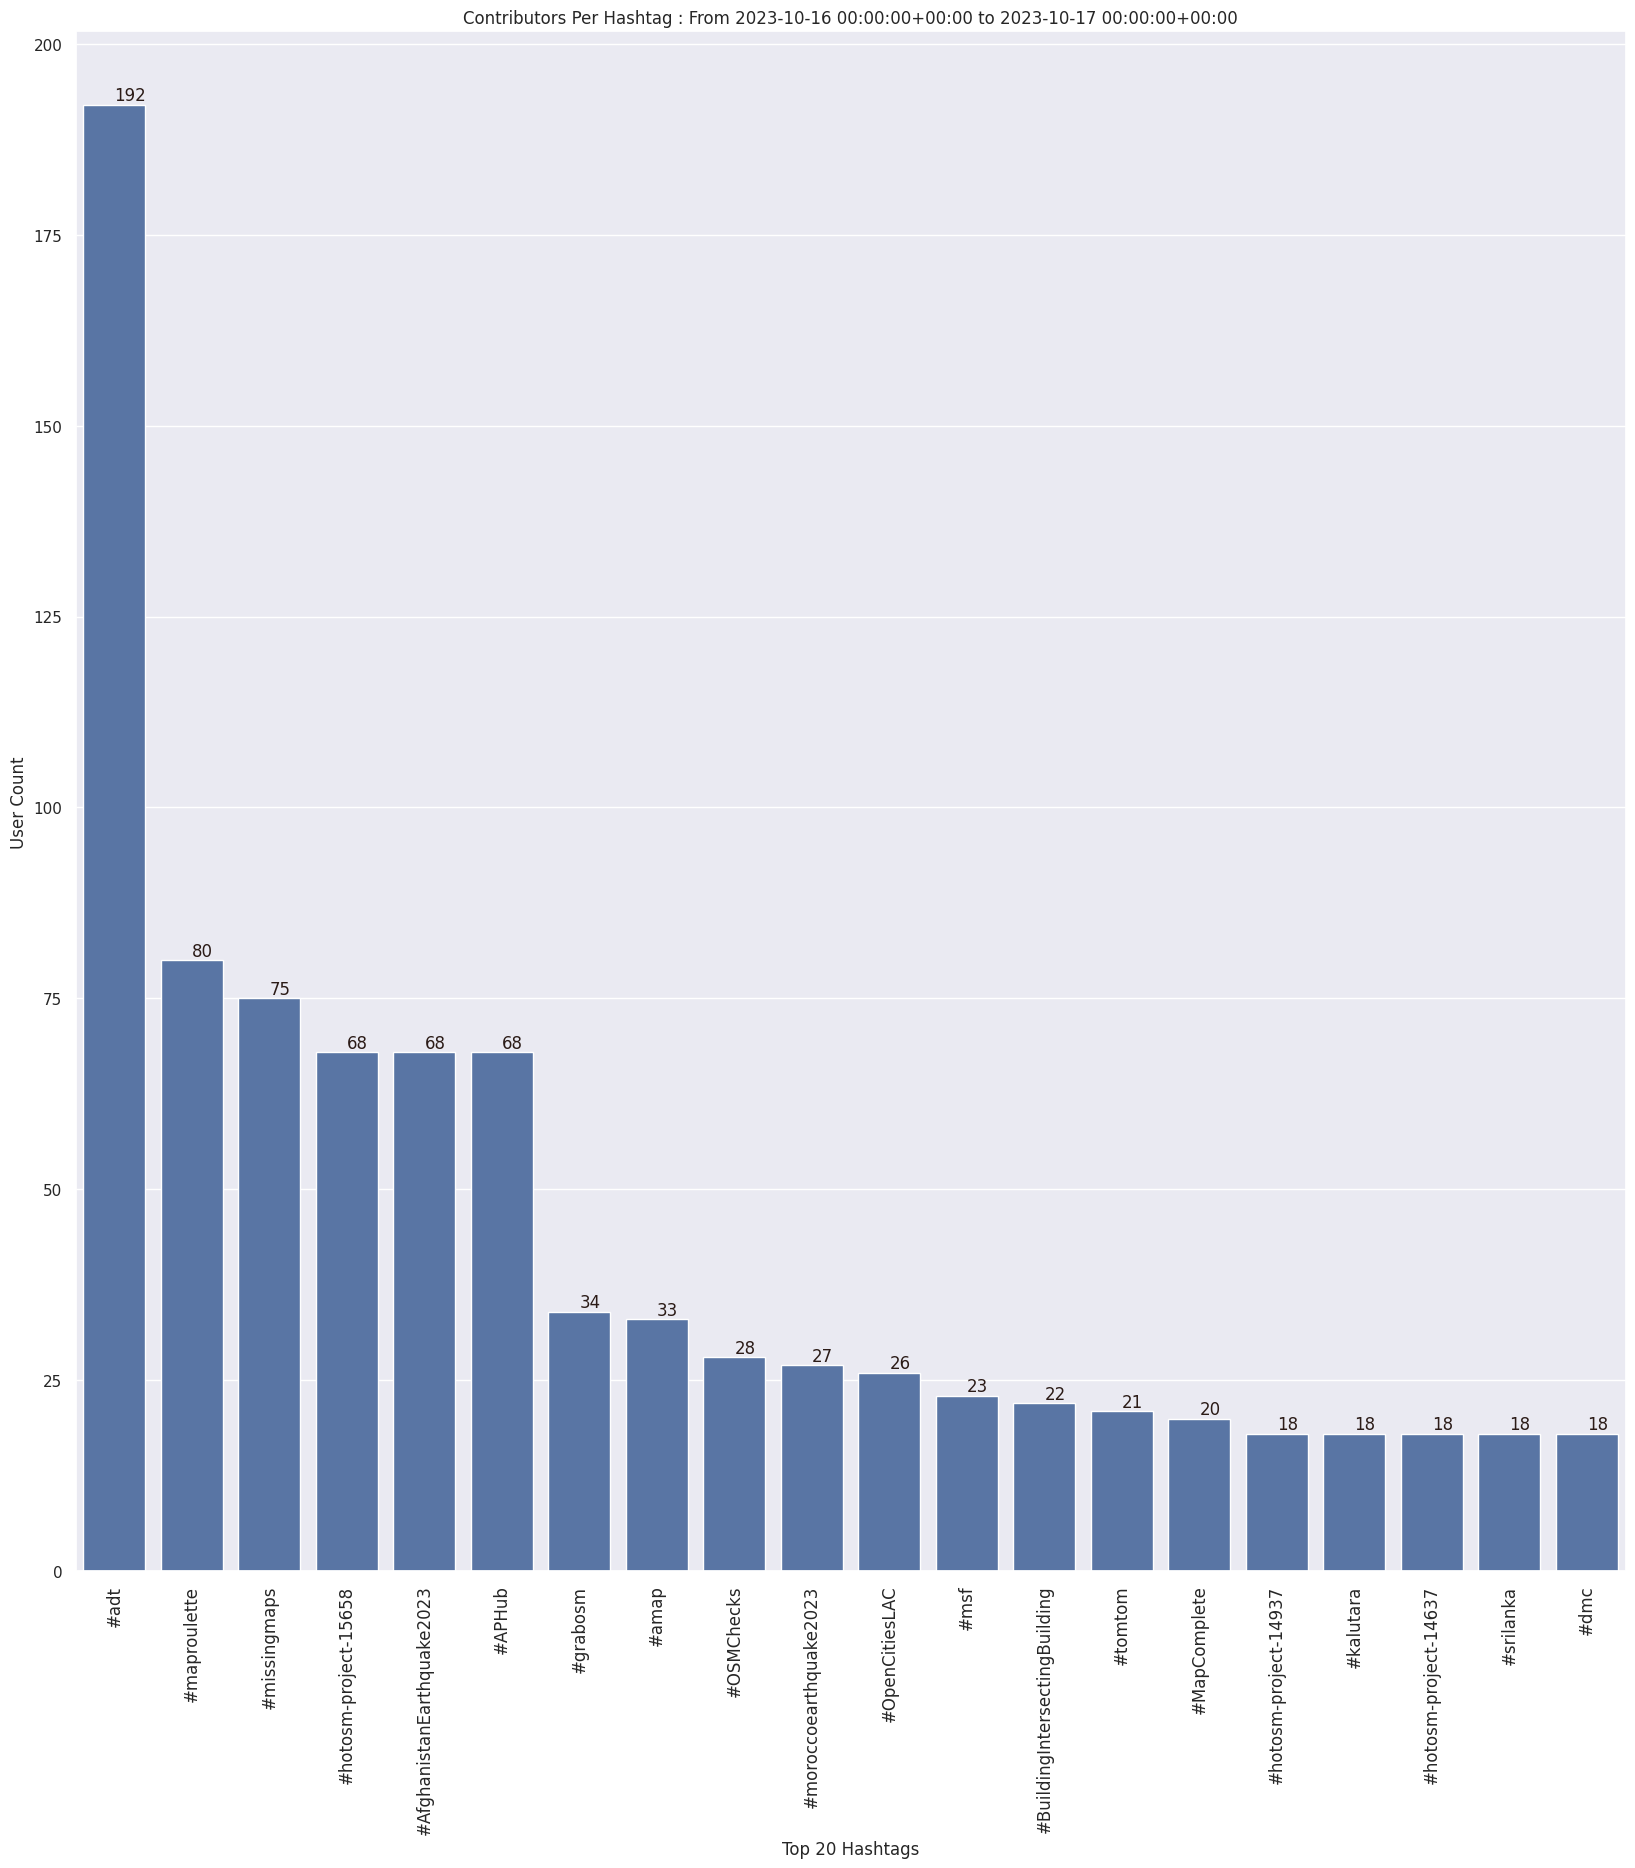 Contributors Per Hashtag : From 2023-10-16 00:00:00+00:00 to 2023-10-17 00:00:00+00:00
User Count
200
175
150
125
100
75
50
25
0
192
80
75
68
68
68
34
33
28
27
26
23
22
21
20
18
18
18
18
18
#adt
#maproulette
#missingmaps
#hotosm-project-15658
#AfghanistanEarthquake2023
#APHub
#grabosm
#amap
#OSMChecks
#moroccoearthquake2023
#OpenCitiesLAC
#msf
#BuildingIntersectingBuilding
#tomtom
#MapComplete
#hotosm-project-14937
#kalutara
#hotosm-project-14637
#srilanka
#dmc
Top 20 Hashtags